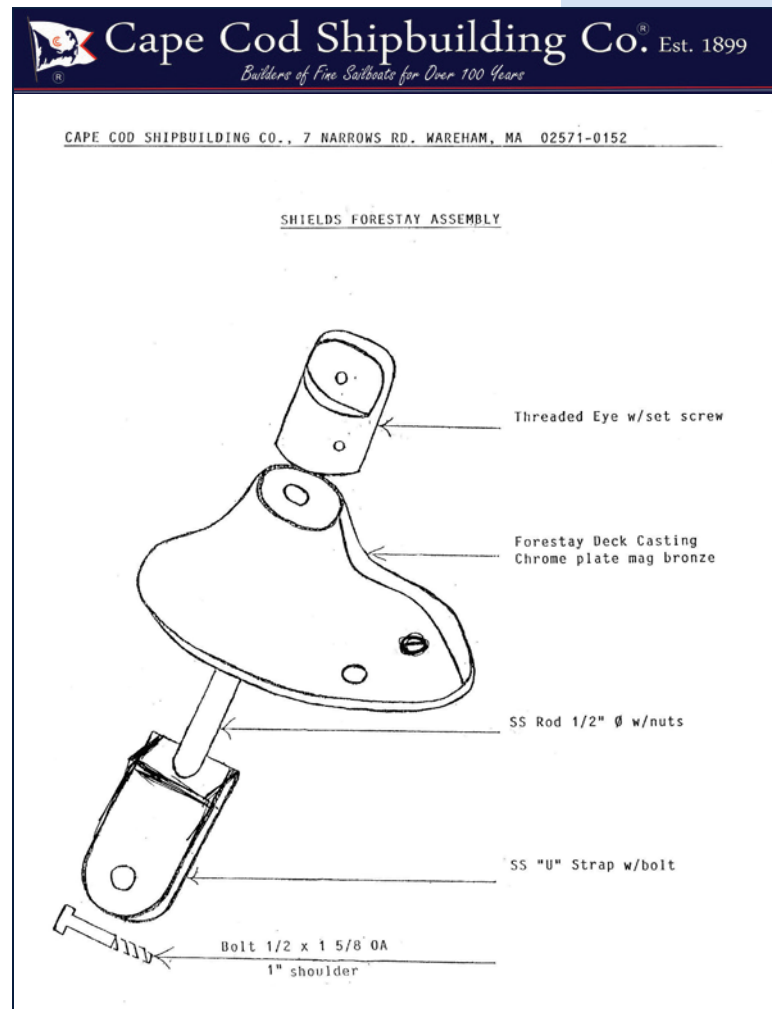 Cape Cod Shipbuilding Co.® Est. 1899
Builders of Fine Sailboats for Over 100 Years
®
CAPE COD SHIPBUILDING CO., 7 NARROWS RD. WAREHAM, MA 02571-0152
SHIELDS FORESTAY ASSEMBLY
Threaded Eye w/set screw
Forestay Deck Casting
Chrome plate mag bronze
SS Rod 1/2" Ø w/nuts
SS "U" Strap w/bolt
Bolt 1/2 x 1 5/8 OA
1" shoulder